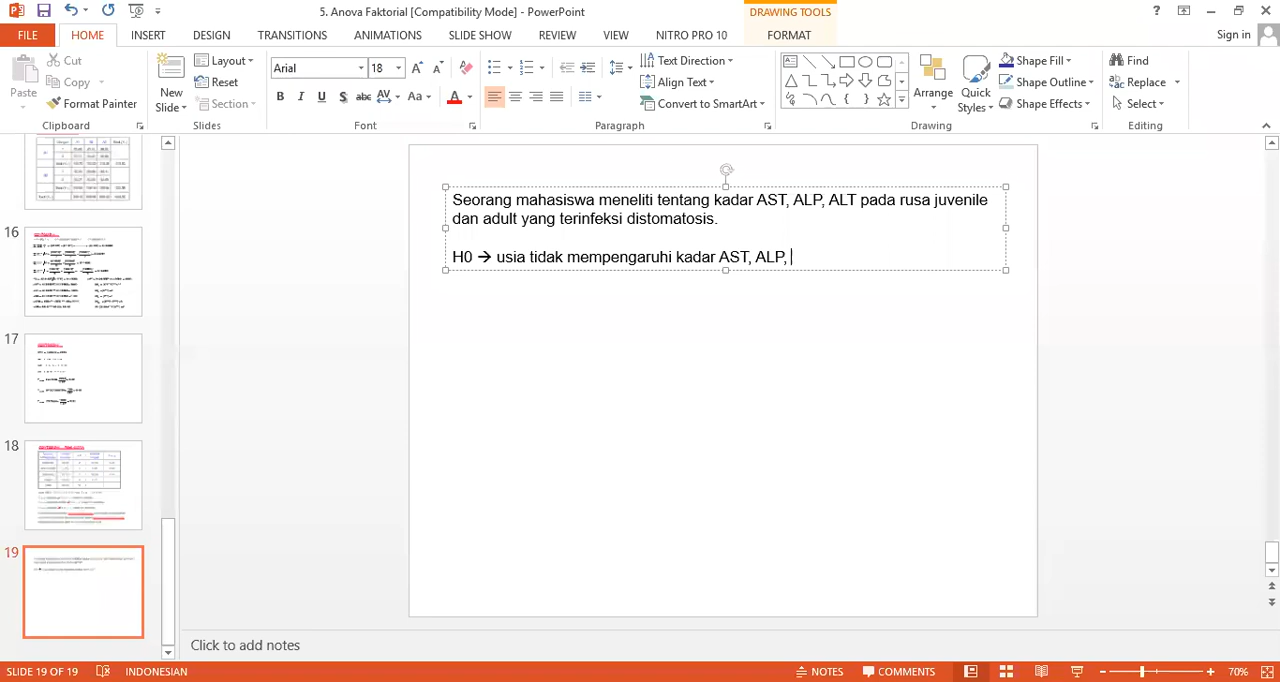 5. Anova Faktorial [Compatibility Mode] - PowerPoint
DRAWING TOOLS
?
FILE HOME INSERT DESIGN TRANSITIONS ANIMATIONS SLIDE SHOW REVIEW VIEW NITRO PRO 10 FORMAT Sign in
Paste
Cut
Copy
Format Painter
Clipboard
New Slide
Layout
Reset
Section
Slides
Arial 18
B I U S abc AV Aa A
Font
Text Direction
Align Text
Convert to SmartArt
Paragraph
Arrange
Quick Styles
Shape Fill
Shape Outline
Shape Effects
Drawing
Find
Replace
Select
Editing
16
17
18
19
Seorang mahasiswa meneliti tentang kadar AST, ALP, ALT pada rusa juvenile
dan adult yang terinfeksi distomatosis.
H0 → usia tidak mempengaruhi kadar AST, ALP,
Click to add notes
SLIDE 19 OF 19 INDONESIAN NOTES COMMENTS 70%